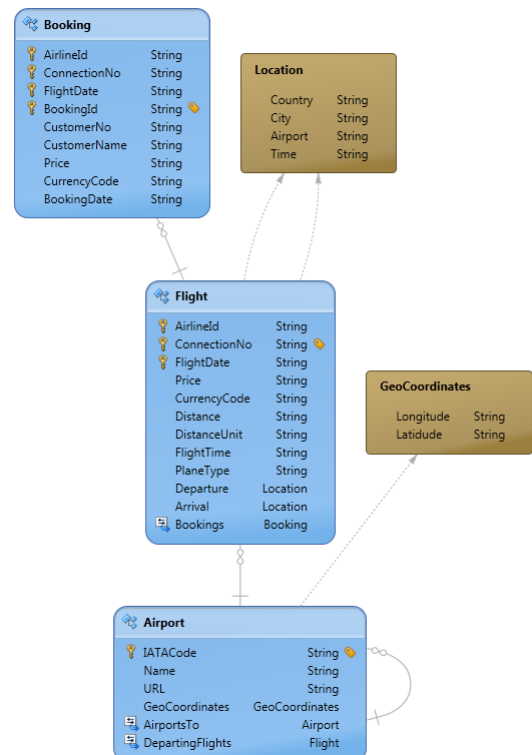 Booking
AirlineId String
ConnectionNo String
FlightDate String
BookingId String
CustomerNo String
CustomerName String
Price String
CurrencyCode String
BookingDate String
Location
Country String
City String
Airport String
Time String
Flight
AirlineId String
ConnectionNo String
FlightDate String
Price String
CurrencyCode String
Distance String
DistanceUnit String
FlightTime String
PlaneType String
Departure Location
Arrival Location
Bookings Booking
GeoCoordinates
Longitude String
Latidude String
Airport
IATACode String
Name String
URL String
GeoCoordinates GeoCoordinates
AirportsTo Airport
DepartingFlights Flight